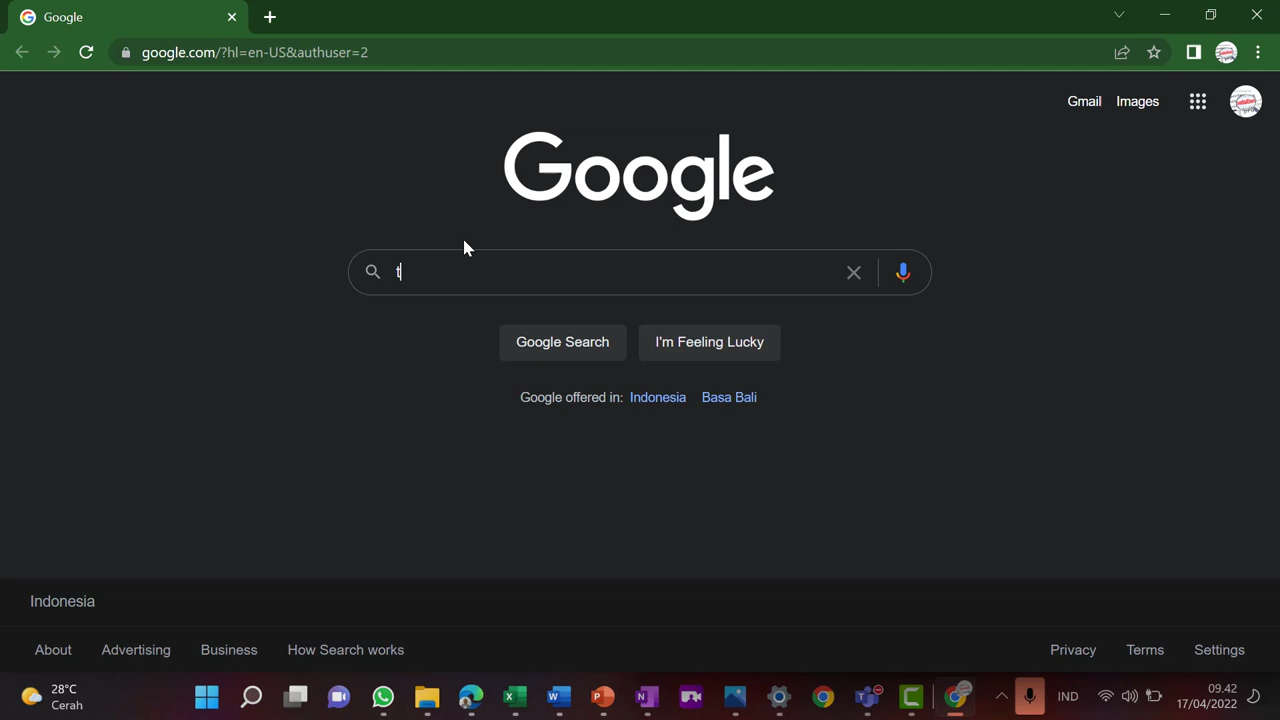 Google
google.com/?hl=en-US&authuser=2
Gmail Images
Google
t
Google Search I'm Feeling Lucky
Google offered in: Indonesia Basa Bali
Indonesia
About Advertising Business How Search works Privacy Terms Settings
28°C
Cerah
IND
09.42
17/04/2022